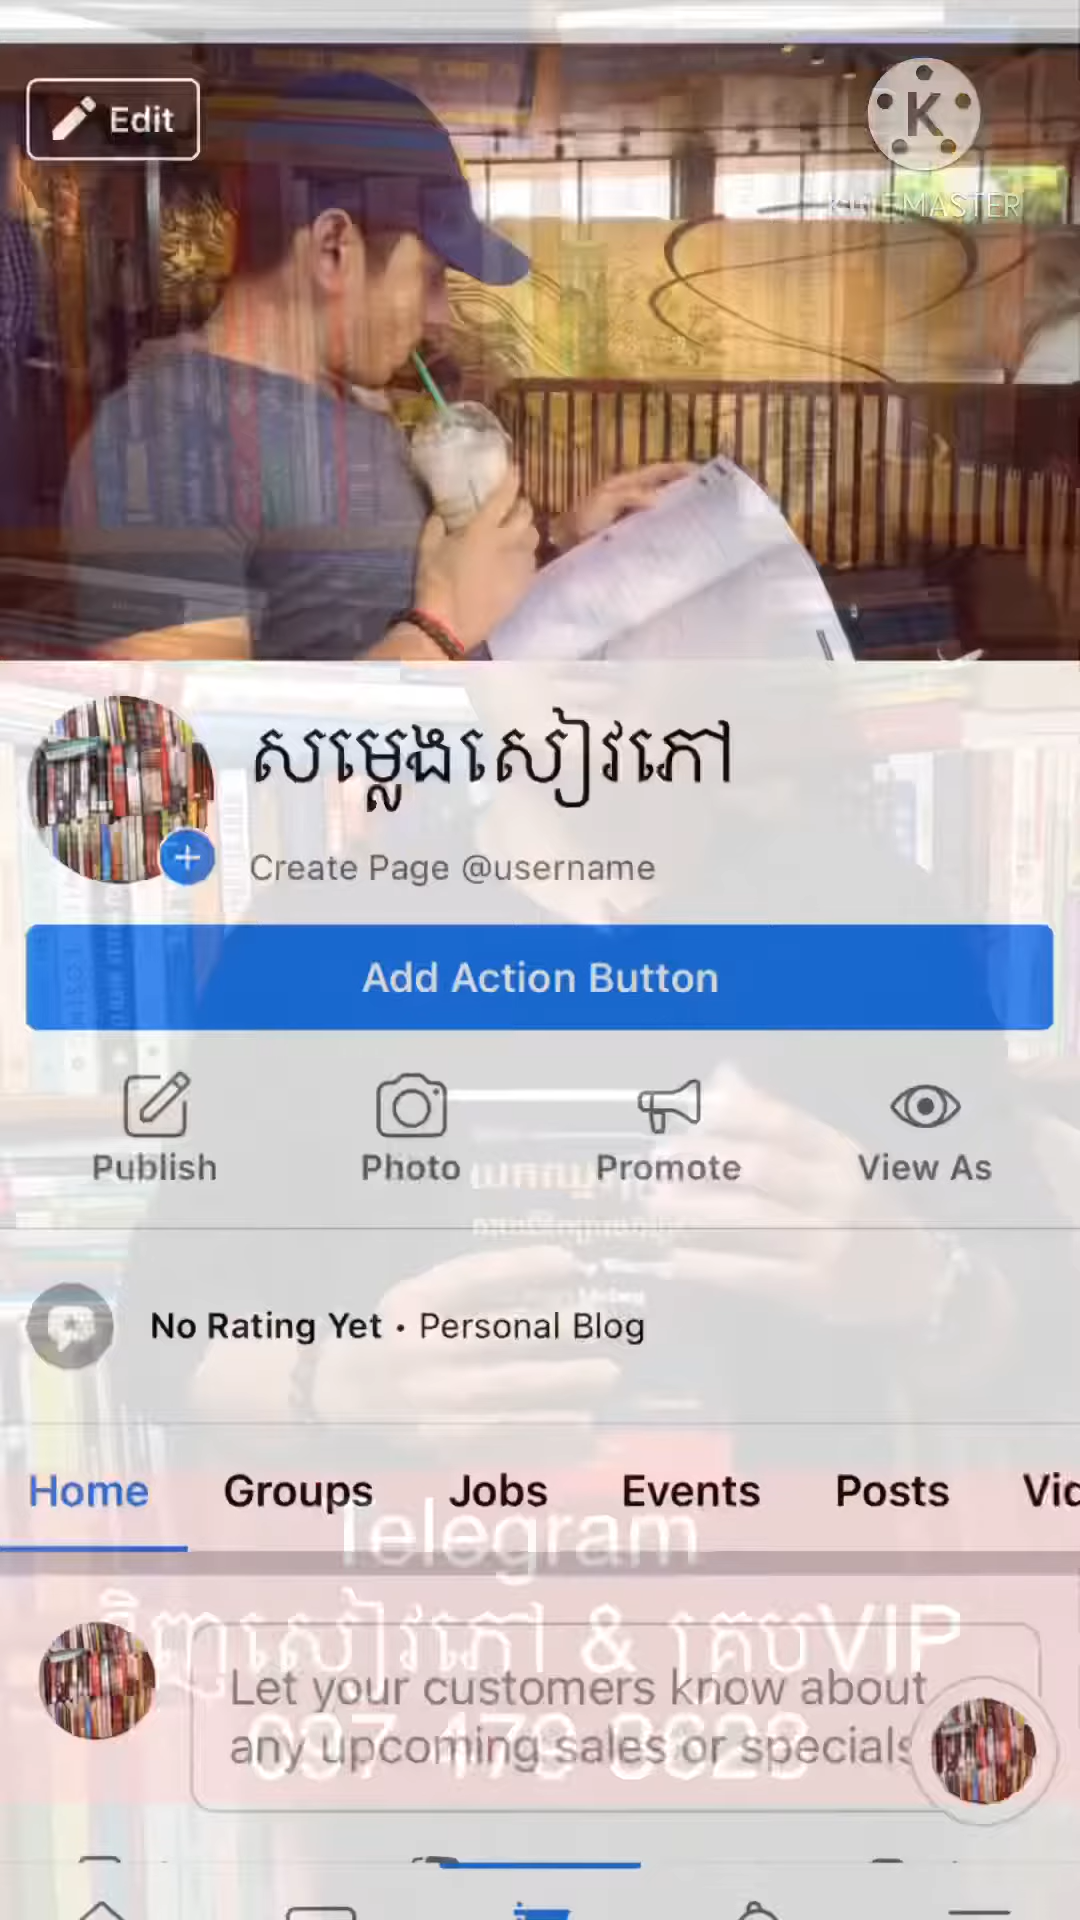 Edit
K
KINEMASTER
សម្លេងសៀវភៅ
Create Page @username
Add Action Button
Publish
Photo
Promote
View As
No Rating Yet • Personal Blog
Home
Groups
Jobs
Events
Posts
Vid
Telegram
ទិញសៀវភៅ & គ្រុបVIP
Let your customers know about
any upcoming sales or specials